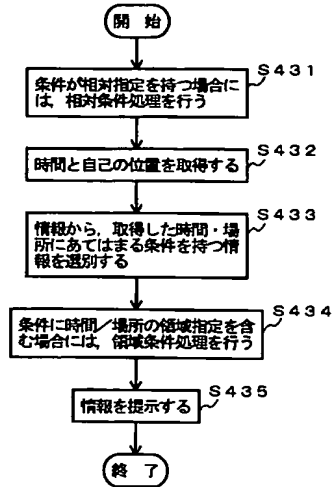 開 始
S431
条件が相対指定を持つ場合に
は，相対条件処理を行う
S432
時間と自己の位置を取得する
S433
情報から，取得した時間・場
所にあてはまる条件を持つ情
報を選別する
S434
条件に時間／場所の領域指定を含
む場合には，領域条件処理を行う
S435
情報を提示する
終 了